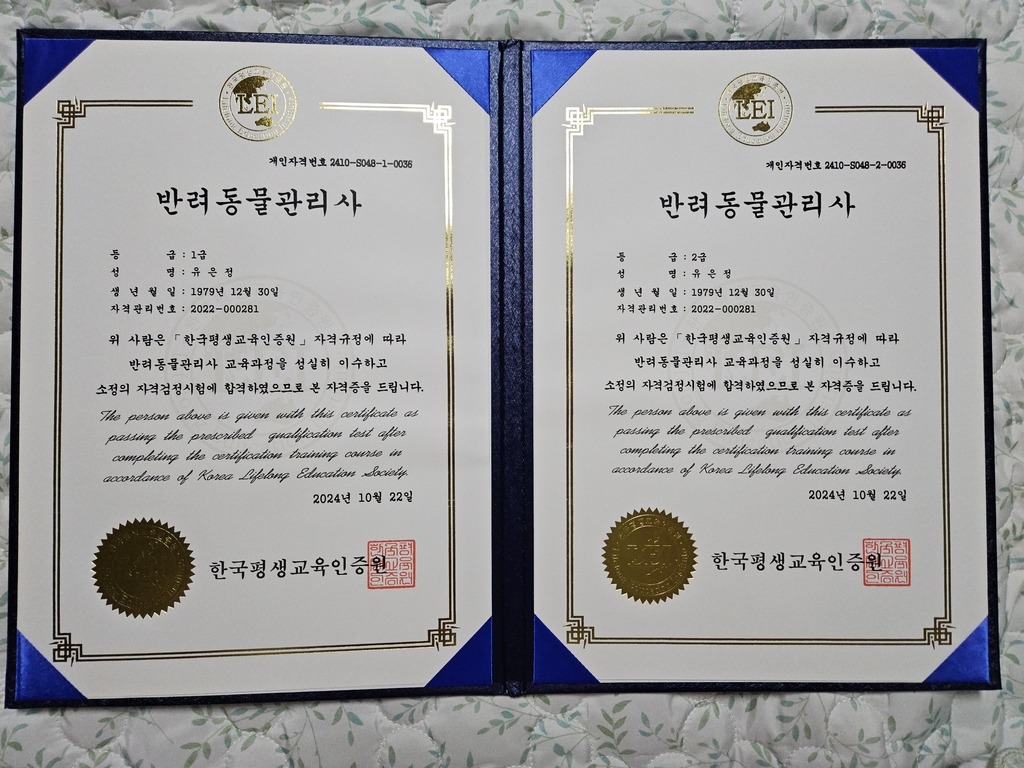 LEI
개인자격번호 2410-S048-1-0036
반려동물관리사
등 급 : 1급
성 명 : 유 은 정
생 년 월 일 : 1979년 12월 30일
자격관리번호 : 2022-000281
위 사람은 「한국평생교육인증원」 자격규정에 따라
반려동물관리사 교육과정을 성실히 이수하고
소정의 자격검정시험에 합격하였으므로 본 자격증을 드립니다.
The person above is given with this certificate as
passing the prescribed qualification test after
completing the certification training course in
accordance of Korea Lifelong Education Society.
2024년 10월 22일
한국평생교육인증원
LEI
개인자격번호 2410-S048-2-0036
반려동물관리사
등 급 : 2급
성 명 : 유 은 정
생 년 월 일 : 1979년 12월 30일
자격관리번호 : 2022-000281
위 사람은 「한국평생교육인증원」 자격규정에 따라
반려동물관리사 교육과정을 성실히 이수하고
소정의 자격검정시험에 합격하였으므로 본 자격증을 드립니다.
The person above is given with this certificate as
passing the prescribed qualification test after
completing the certification training course in
accordance of Korea Lifelong Education Society.
2024년 10월 22일
한국평생교육인증원